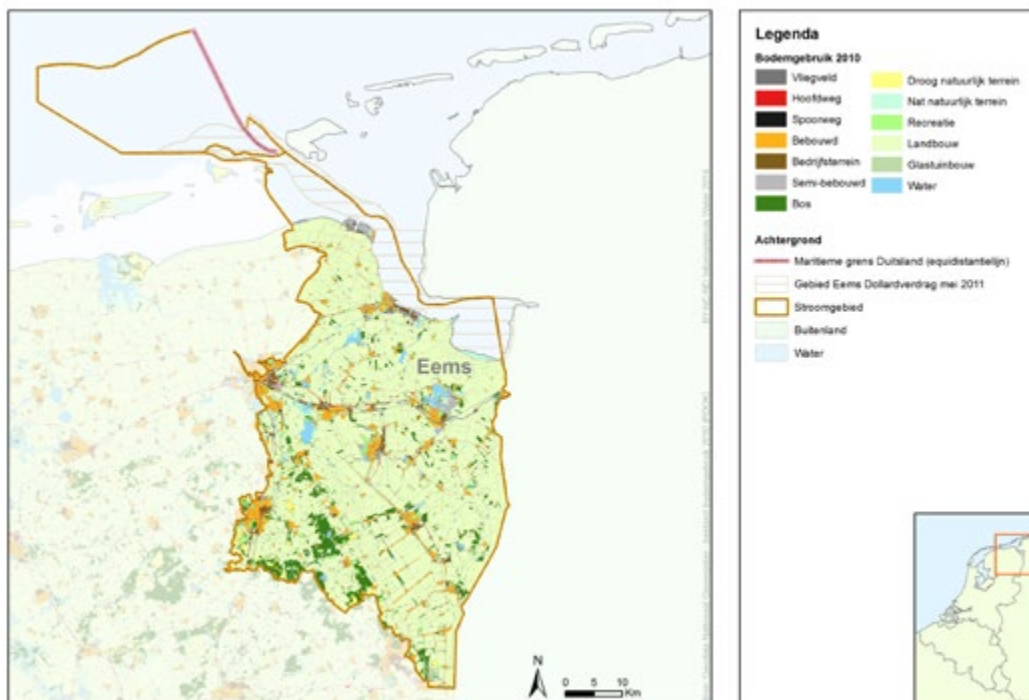 Eems
N
0 5 10
Km
Legenda
Bodemgebruik 2010
Vliegveld
Hoofdweg
Spoorweg
Bebouwd
Bedrijfsterrein
Semi-bebouwd
Bos
Droog natuurlijk terrein
Nat natuurlijk terrein
Recreatie
Landbouw
Glastuinbouw
Water
Achtergrond
Maritieme grens Duitsland (equidistantielijn)
Gebied Eems Dollardverdrag mei 2011
Stroomgebied
Buitenland
Water